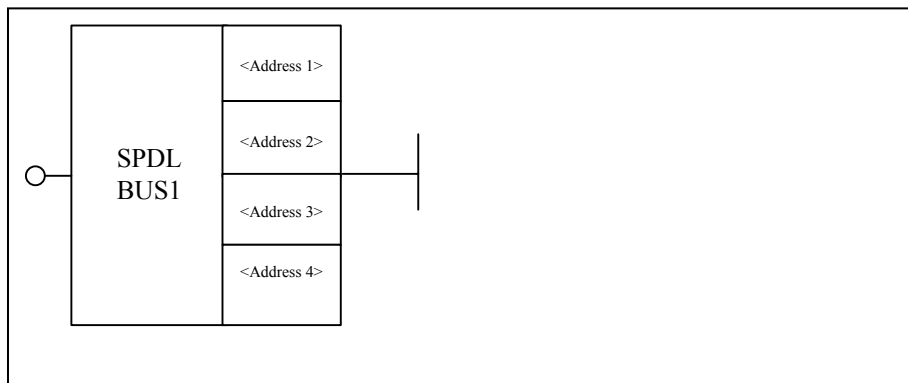 SPDL
BUS1
<Address 1>
<Address 2>
<Address 3>
<Address 4>